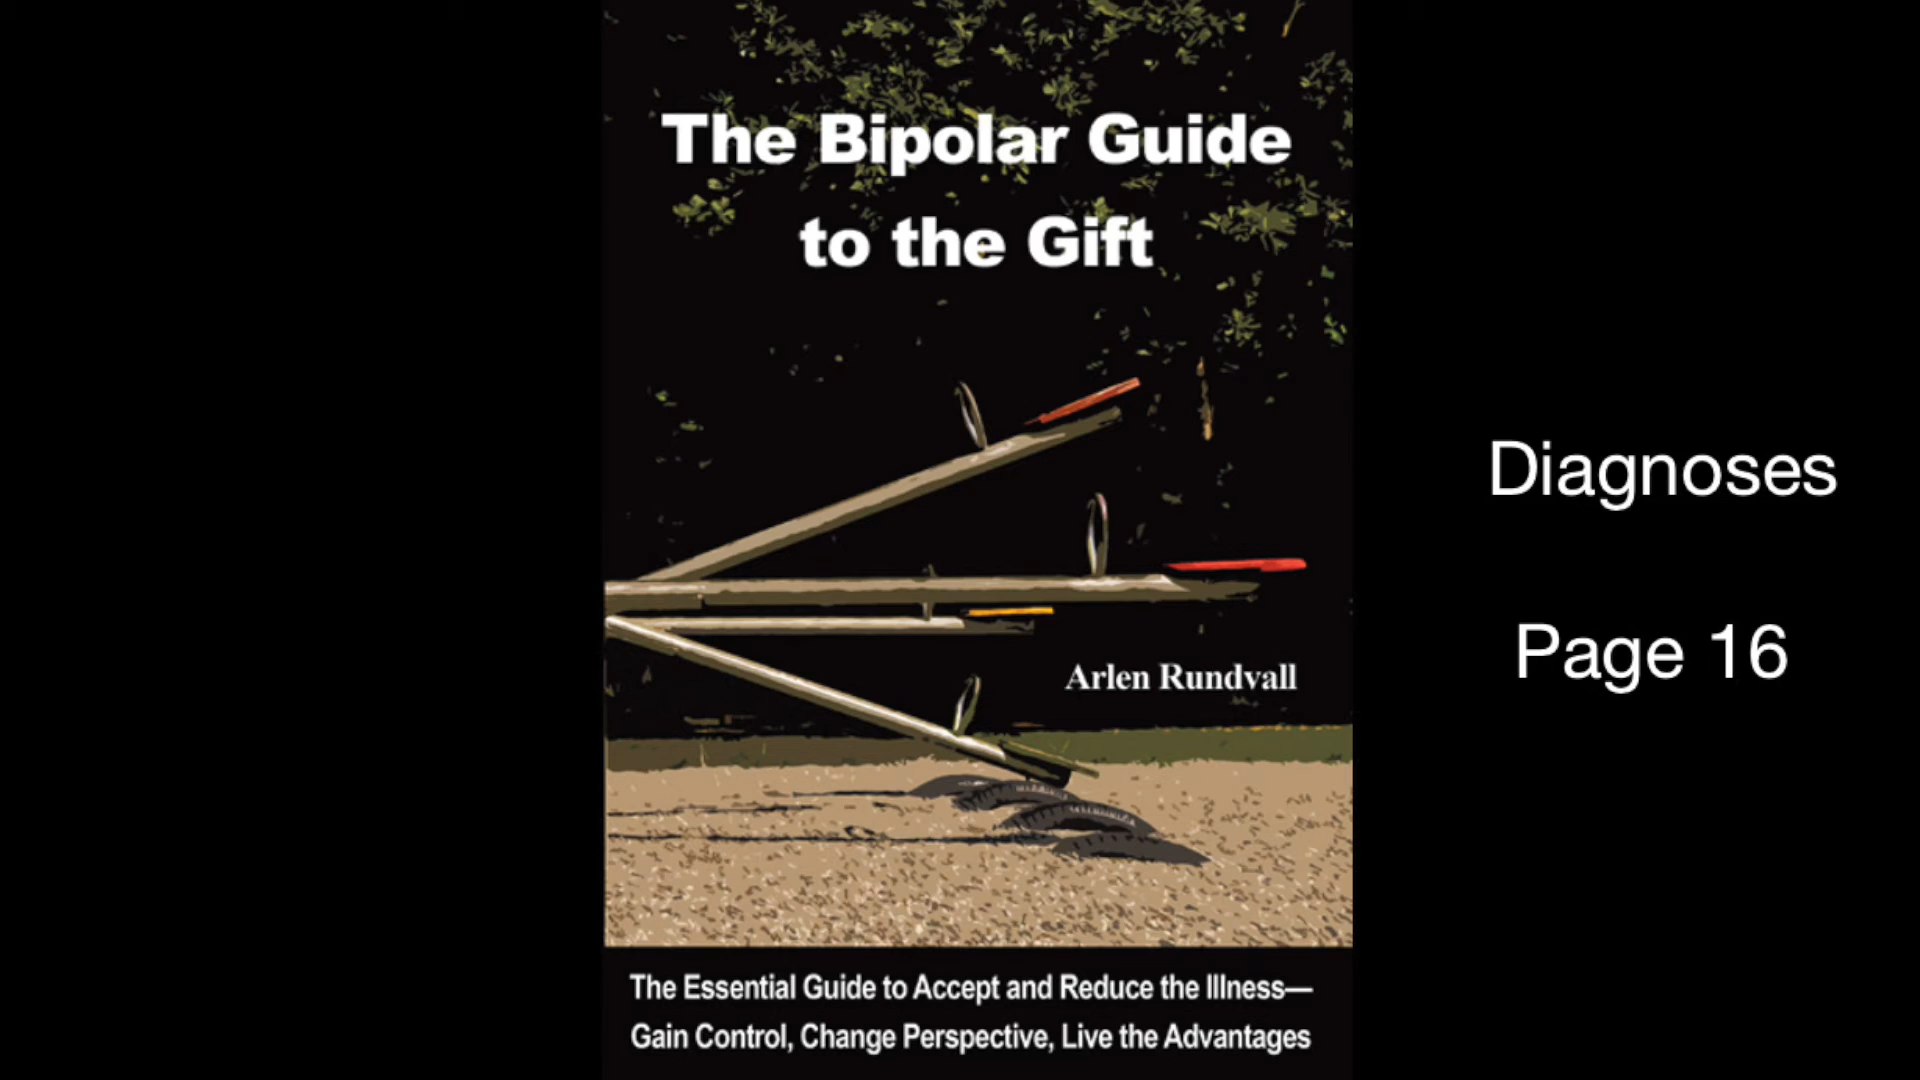 The Bipolar Guide
to the Gift
Arlen Rundvall
The Essential Guide to Accept and Reduce the Illness—
Gain Control, Change Perspective, Live the Advantages
Diagnoses
Page 16